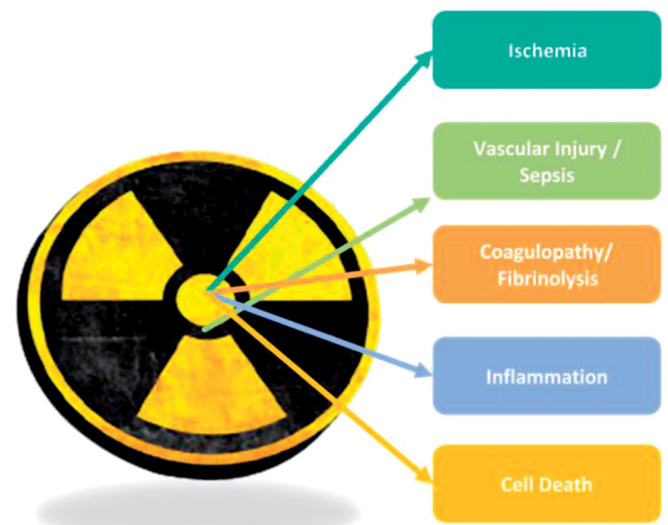 Ischemia
Vascular Injury /
Sepsis
Coagulopathy/
Fibrinolysis
Inflammation
Cell Death